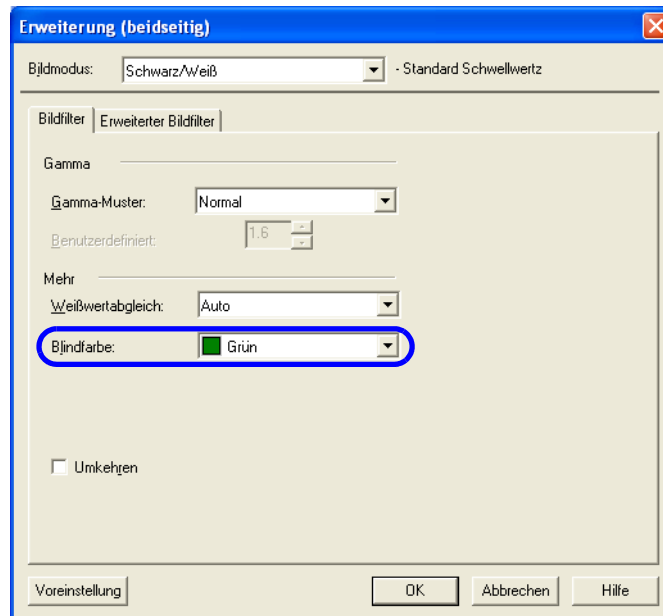 Erweiterung (beidseitig)
Bildmodus: Schwarz/Weiß - Standard Schwellwertz
Bildfilter Erweiterter Bildfilter
Gamma
Gamma-Muster: Normal
Benutzerdefiniert: 1.6
Mehr
Weißwertabgleich: Auto
Blindfarbe: Grün
Umkehren
Voreinstellung OK Abbrechen Hilfe